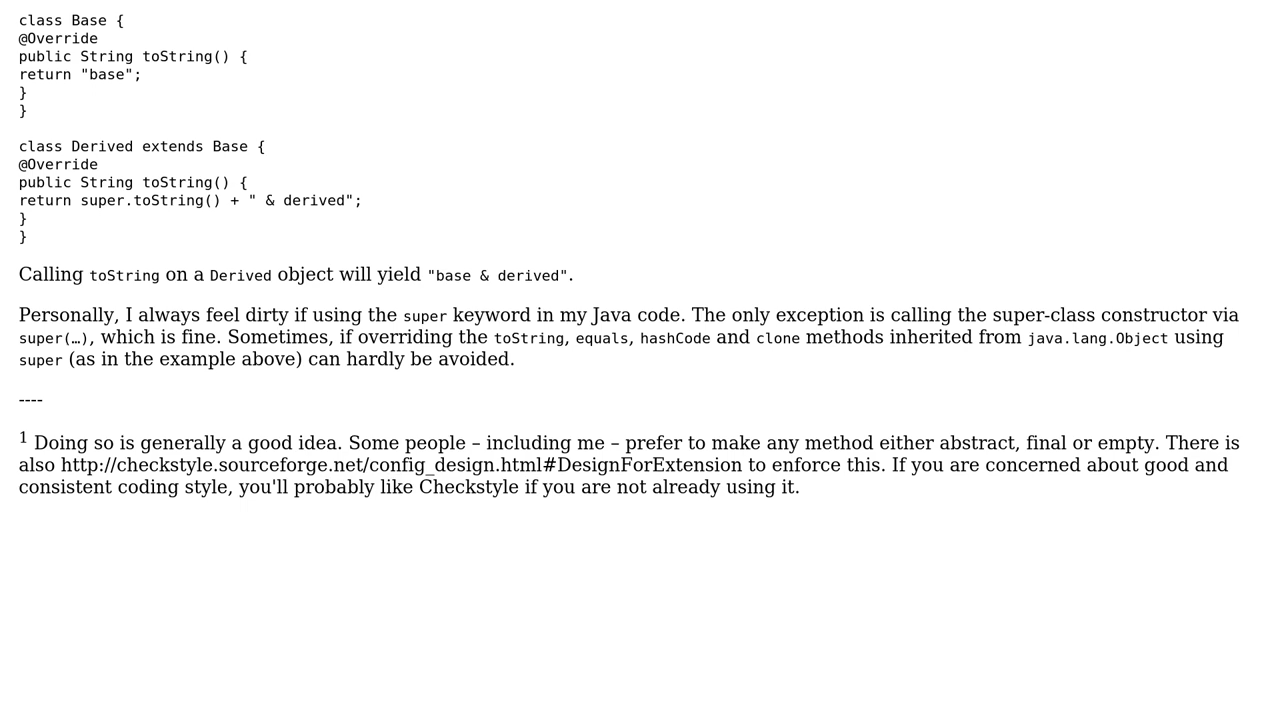 class Base {
@Override
public String toString() {
return "base";
}
}
class Derived extends Base {
@Override
public String toString() {
return super.toString() + " & derived";
}
}
Calling toString on a Derived object will yield "base & derived".
Personally, I always feel dirty if using the super keyword in my Java code. The only exception is calling the super-class constructor via
super(…), which is fine. Sometimes, if overriding the toString, equals, hashCode and clone methods inherited from java.lang.Object using
super (as in the example above) can hardly be avoided.
----
1 Doing so is generally a good idea. Some people – including me – prefer to make any method either abstract, final or empty. There is
also http://checkstyle.sourceforge.net/config_design.html#DesignForExtension to enforce this. If you are concerned about good and
consistent coding style, you'll probably like Checkstyle if you are not already using it.